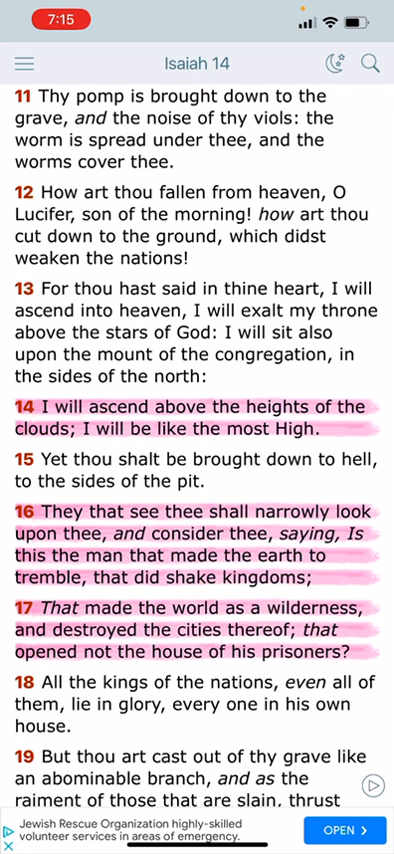 7:15
Isaiah 14
11 Thy pomp is brought down to the
grave, and the noise of thy viols: the
worm is spread under thee, and the
worms cover thee.
12 How art thou fallen from heaven, O
Lucifer, son of the morning! how art thou
cut down to the ground, which didst
weaken the nations!
13 For thou hast said in thine heart, I will
ascend into heaven, I will exalt my throne
above the stars of God: I will sit also
upon the mount of the congregation, in
the sides of the north:
14 I will ascend above the heights of the
clouds; I will be like the most High.
15 Yet thou shalt be brought down to hell,
to the sides of the pit.
16 They that see thee shall narrowly look
upon thee, and consider thee, saying, Is
this the man that made the earth to
tremble, that did shake kingdoms;
17 That made the world as a wilderness,
and destroyed the cities thereof; that
opened not the house of his prisoners?
18 All the kings of the nations, even all of
them, lie in glory, every one in his own
house.
19 But thou art cast out of thy grave like
an abominable branch, and as the
raiment of those that are slain, thrust
Jewish Rescue Organization highly-skilled
volunteer services in areas of emergency.
OPEN >